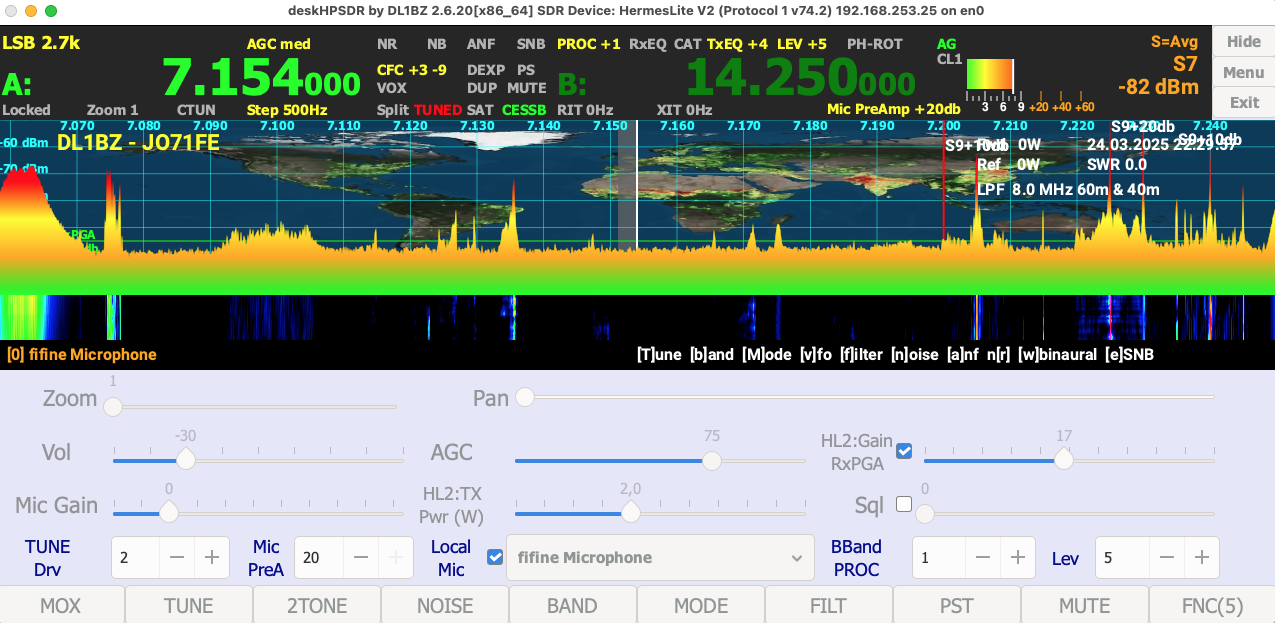 deskHPSDR by DL1BZ 2.6.20[x86_64] SDR Device: HermesLite V2 (Protocol 1 v74.2) 192.168.253.25 on en0
LSB 2.7k AGC med NR NB ANF SNB PROC +1 RxEQ CAT TxEQ +4 LEV +5 PH-ROT AG S=Avg Hide
A: 7.154000 CFC +3 -9 DEXP PS B: 14.250000 CL1 S7 Menu
VOX DUP MUTE -82 dBm
3 6 9 +20 +40 +60 Exit
Locked Zoom 1 CTUN Step 500Hz Split TUNED SAT CESSB RIT 0Hz XIT 0Hz Mic PreAmp +20db
7.070 7.080 7.090 7.100 7.110 7.120 7.130 7.140 7.150 7.160 7.170 7.180 7.190 7.200 7.210 7.220 7.240
S9+20db
-60 dBm DL1BZ - JO71FE S9+10db 0W 24.03.2025 S9+10db
-70 dBm Ref 0W SWR 0.0
LPF 8.0 MHz 60m & 40m
PGA
[0] fifine Microphone [T]une [b]and [M]ode [v]fo [f]ilter [n]oise [a]nf n[r] [w]binaural [e]SNB
1
Zoom Pan
-30 75 17
Vol AGC HL2:Gain
RxPGA
0 2,0 0
Mic Gain HL2:TX
Pwr (W) Sql
TUNE
Drv 2 − + Mic
PreA 20 − + Local
Mic fifine Microphone BBand
PROC 1 − + Lev 5 − +
MOX TUNE 2TONE NOISE BAND MODE FILT PST MUTE FNC(5)